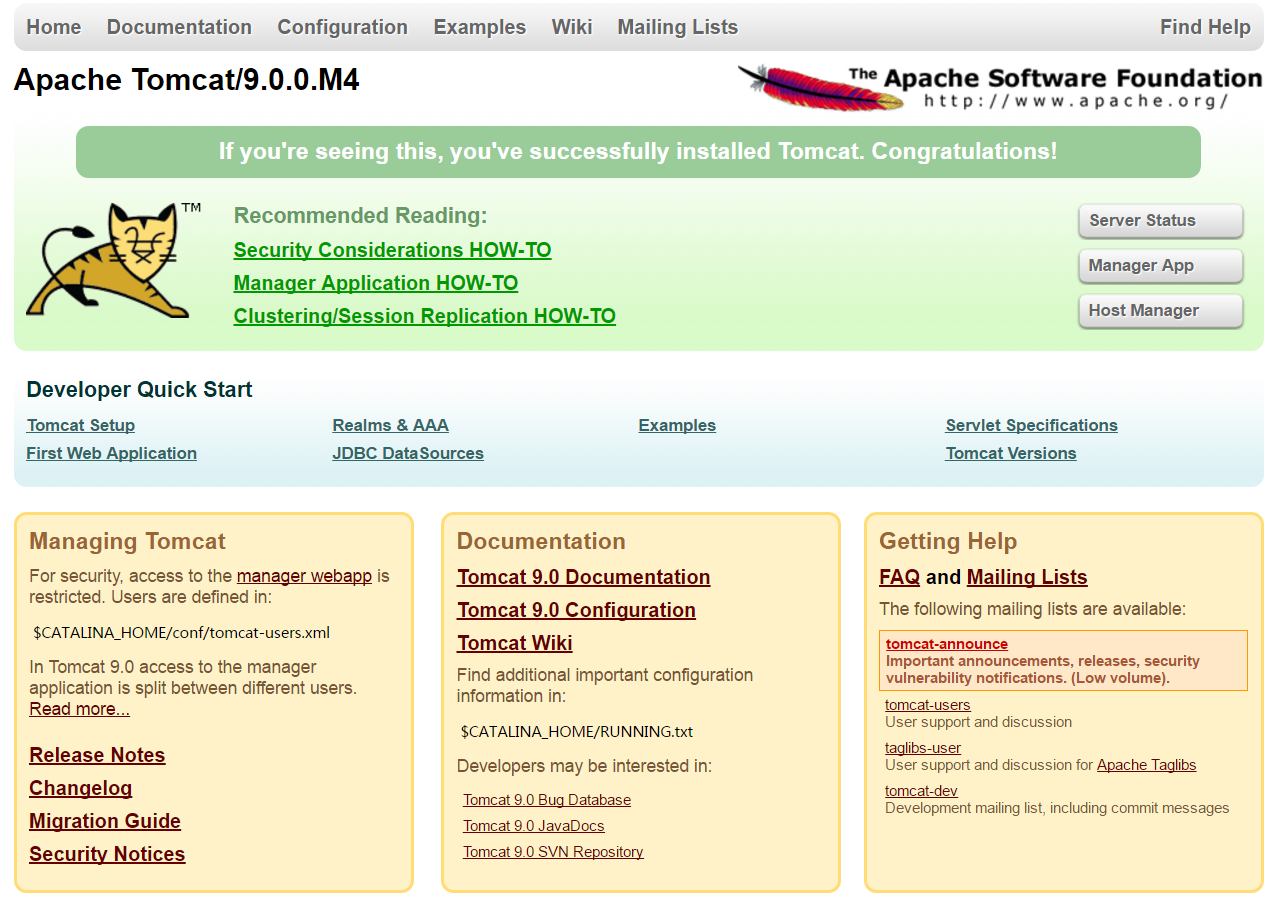 Home Documentation Configuration Examples Wiki Mailing Lists Find Help
Apache Tomcat/9.0.0.M4
The Apache Software Foundation
http://www.apache.org/
If you're seeing this, you've successfully installed Tomcat. Congratulations!
TM
Recommended Reading:
Security Considerations HOW-TO
Manager Application HOW-TO
Clustering/Session Replication HOW-TO
Server Status
Manager App
Host Manager
Developer Quick Start
Tomcat Setup
First Web Application
Realms & AAA
JDBC DataSources
Examples
Servlet Specifications
Tomcat Versions
Managing Tomcat
For security, access to the manager webapp is
restricted. Users are defined in:
$CATALINA_HOME/conf/tomcat-users.xml
In Tomcat 9.0 access to the manager
application is split between different users.
Read more...
Release Notes
Changelog
Migration Guide
Security Notices
Documentation
Tomcat 9.0 Documentation
Tomcat 9.0 Configuration
Tomcat Wiki
Find additional important configuration
information in:
$CATALINA_HOME/RUNNING.txt
Developers may be interested in:
Tomcat 9.0 Bug Database
Tomcat 9.0 JavaDocs
Tomcat 9.0 SVN Repository
Getting Help
FAQ and Mailing Lists
The following mailing lists are available:
tomcat-announce
Important announcements, releases, security
vulnerability notifications. (Low volume).
tomcat-users
User support and discussion
taglibs-user
User support and discussion for Apache Taglibs
tomcat-dev
Development mailing list, including commit messages